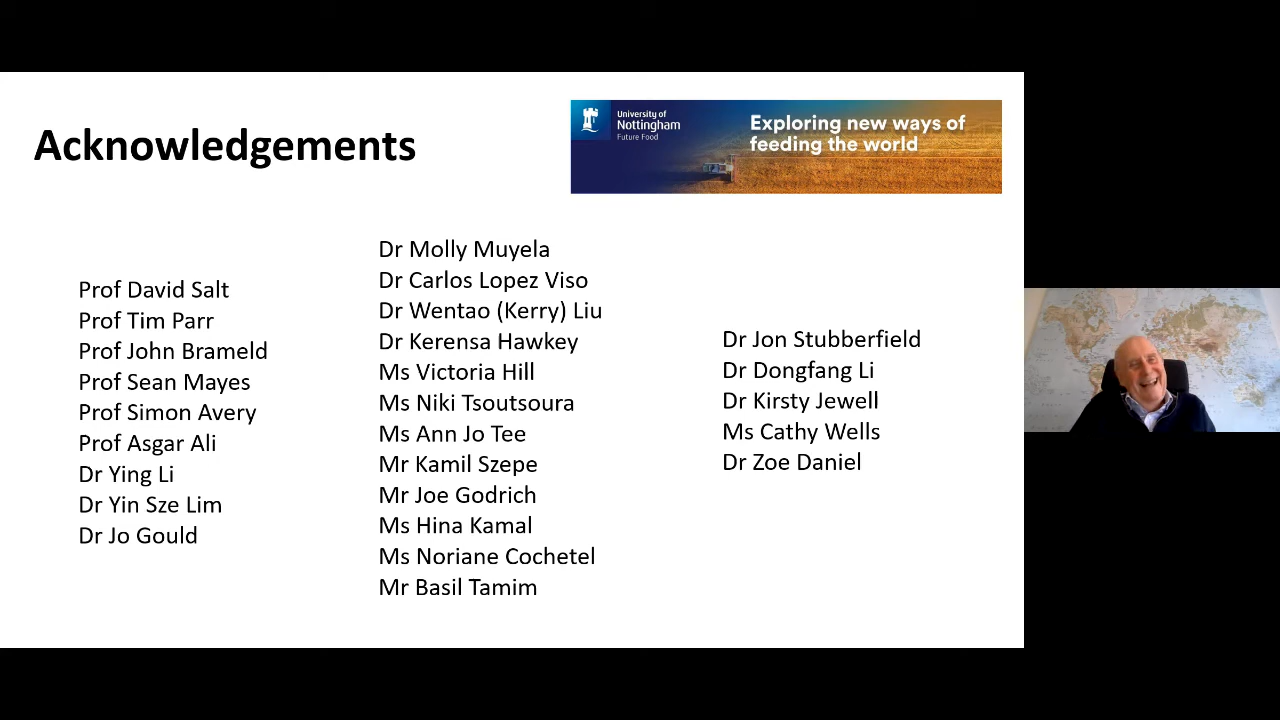 Acknowledgements
University of
Nottingham
Future Food
Exploring new ways of
feeding the world
Prof David Salt
Prof Tim Parr
Prof John Brameld
Prof Sean Mayes
Prof Simon Avery
Prof Asgar Ali
Dr Ying Li
Dr Yin Sze Lim
Dr Jo Gould
Dr Molly Muyela
Dr Carlos Lopez Viso
Dr Wentao (Kerry) Liu
Dr Kerensa Hawkey
Ms Victoria Hill
Ms Niki Tsoutsoura
Ms Ann Jo Tee
Mr Kamil Szepe
Mr Joe Godrich
Ms Hina Kamal
Ms Noriane Cochetel
Mr Basil Tamim
Dr Jon Stubberfield
Dr Dongfang Li
Dr Kirsty Jewell
Ms Cathy Wells
Dr Zoe Daniel